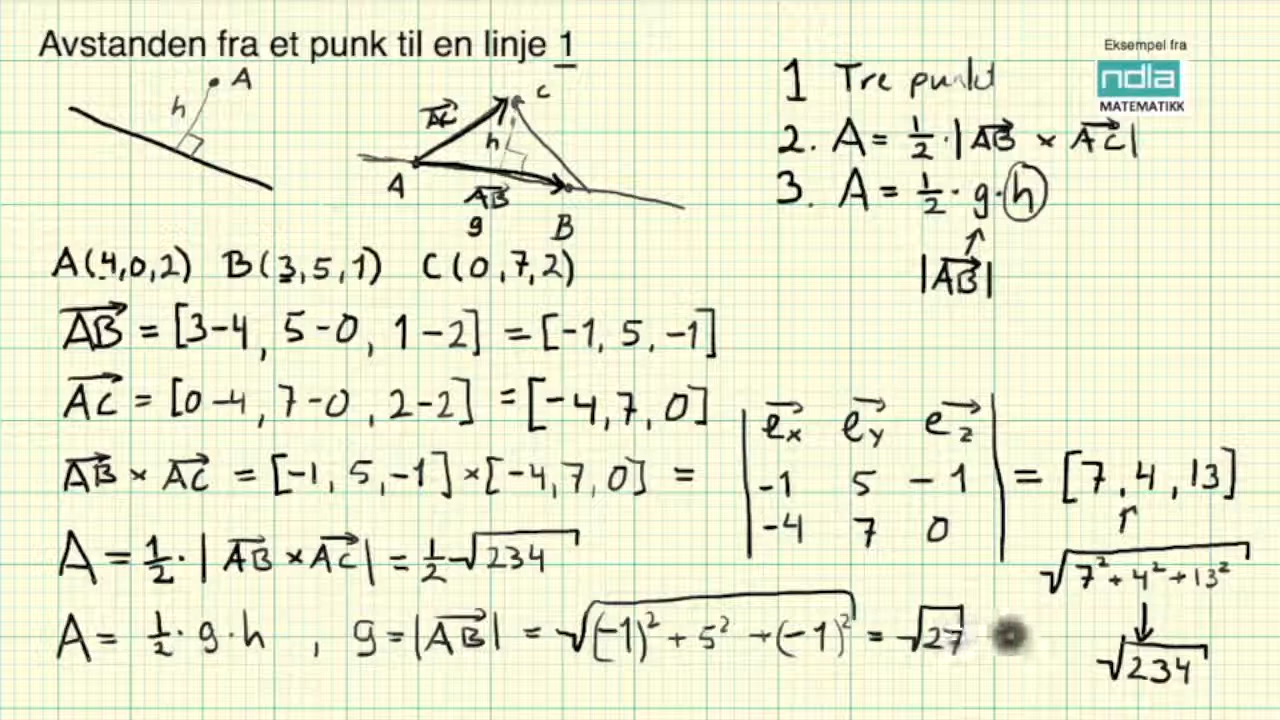 Avstanden fra et punk til en linje 1
Eksempel fra
ndla
MATEMATIKK
h A
AC C
h
A AB
g B
1 Tre punkt
2. A = 1/2 · |AB⃗ × AC⃗|
3. A = 1/2 · g · h
↑
|AB⃗|
A(4,0,2) B(3,5,1) C(0,7,2)
AB⃗ = [3-4, 5-0, 1-2] = [-1, 5, -1]
AC⃗ = [0-4, 7-0, 2-2] = [-4, 7, 0]
AB⃗ × AC⃗ = [-1, 5, -1] × [-4, 7, 0] =
| e⃗x e⃗y e⃗z |
| -1 5 -1 | = [7, 4, 13]
| -4 7 0 |
↑
√(7² + 4² + 13²)
↓
√234
A = 1/2 · |AB⃗ × AC⃗| = 1/2 √234
A = 1/2 · g · h , g = |AB⃗| = √((-1)² + 5² + (-1)²) = √27